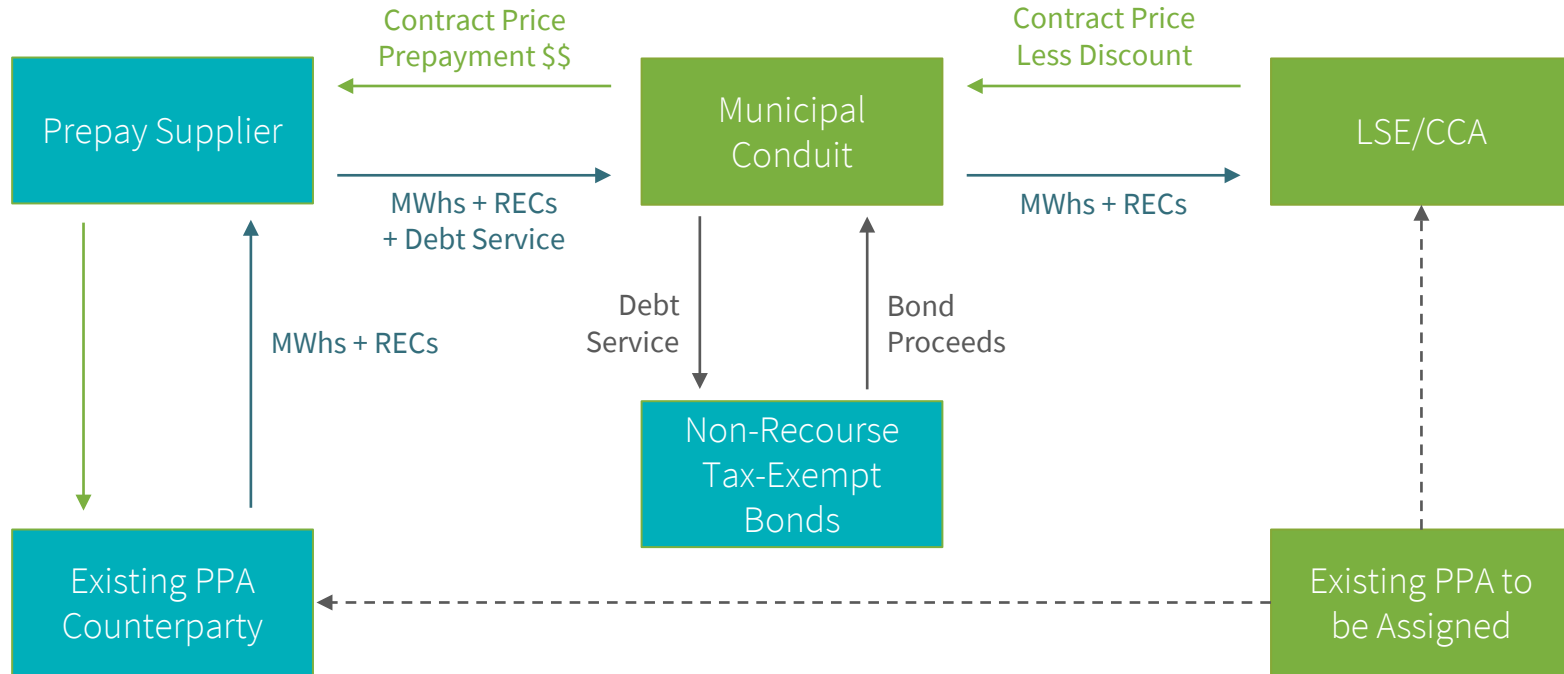 Contract Price
Prepayment $$
Contract Price
Less Discount
Prepay Supplier
Municipal
Conduit
LSE/CCA
MWhs + RECs
+ Debt Service
MWhs + RECs
MWhs + RECs
Debt
Service
Bond
Proceeds
Non-Recourse
Tax-Exempt
Bonds
Existing PPA
Counterparty
Existing PPA to
be Assigned